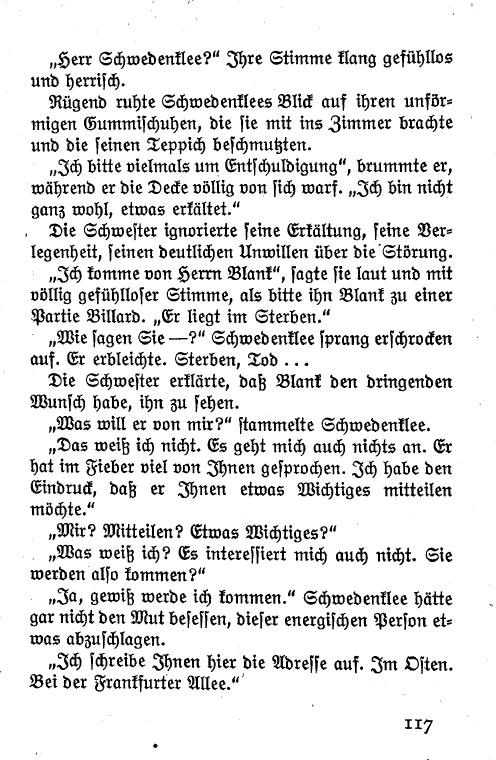 „Herr Schwedenklee?“ Ihre Stimme klang gefühllos
und herrisch.
Rügend ruhte Schwedenklees Blick auf ihren unför-
migen Gummischuhen, die sie mit ins Zimmer brachte
und die seinen Teppich beschmutzten.
„Ich bitte vielmals um Entschuldigung“, brummte er,
während er die Decke völlig von sich warf. „Ich bin nicht
ganz wohl, etwas erkältet.“
Die Schwester ignorierte seine Erkältung, seine Ver-
legenheit, seinen deutlichen Unwillen über die Störung.
„Ich komme von Herrn Blank“, sagte sie laut und mit
völlig gefühlloser Stimme, als bitte ihn Blank zu einer
Partie Billard. „Er liegt im Sterben.“
„Wie sagen Sie —?“ Schwedenklee sprang erschrocken
auf. Er erbleichte. Sterben, Tod ...
Die Schwester erklärte, daß Blank den dringenden
Wunsch habe, ihn zu sehen.
„Was will er von mir?“ stammelte Schwedenklee.
„Das weiß ich nicht. Es geht mich auch nichts an. Er
hat im Fieber viel von Ihnen gesprochen. Ich habe den
Eindruck, daß er Ihnen etwas Wichtiges mitteilen
möchte.“
„Mir? Mitteilen? Etwas Wichtiges?“
„Was weiß ich? Es interessiert mich auch nicht. Sie
werden also kommen?“
„Ja, gewiß werde ich kommen.“ Schwedenklee hätte
gar nicht den Mut besessen, dieser energischen Person et-
was abzuschlagen.
„Ich schreibe Ihnen hier die Adresse auf. Im Osten.
Bei der Frankfurter Allee.“
117